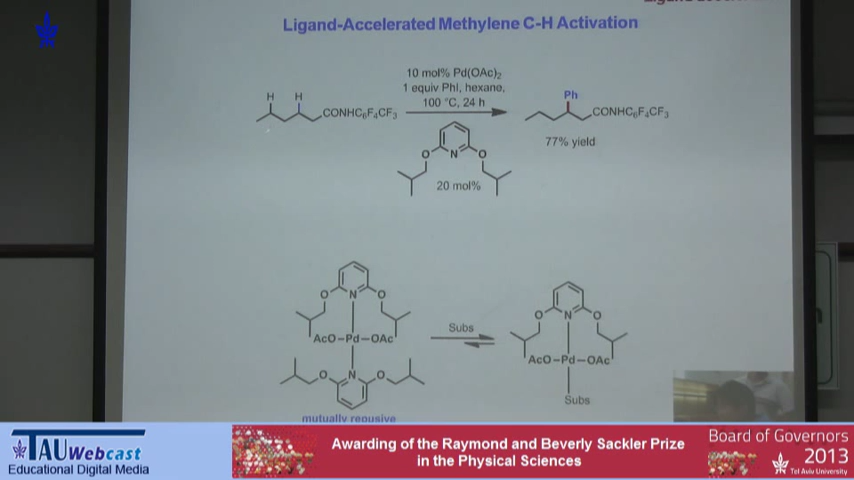 Ligand-Accelerated Methylene C-H Activation
10 mol% Pd(OAc)₂
1 equiv PhI, hexane,
100 °C, 24 h
H H
CONHC₆F₄CF₃
Ph
CONHC₆F₄CF₃
77% yield
O N O
20 mol%
O N O
AcO-Pd-OAc
O N O
mutually repusive
Subs
O N O
AcO-Pd-OAc
Subs
TAUWebcast
Educational Digital Media
Awarding of the Raymond and Beverly Sackler Prize
in the Physical Sciences
Board of Governors
2013
Tel Aviv University